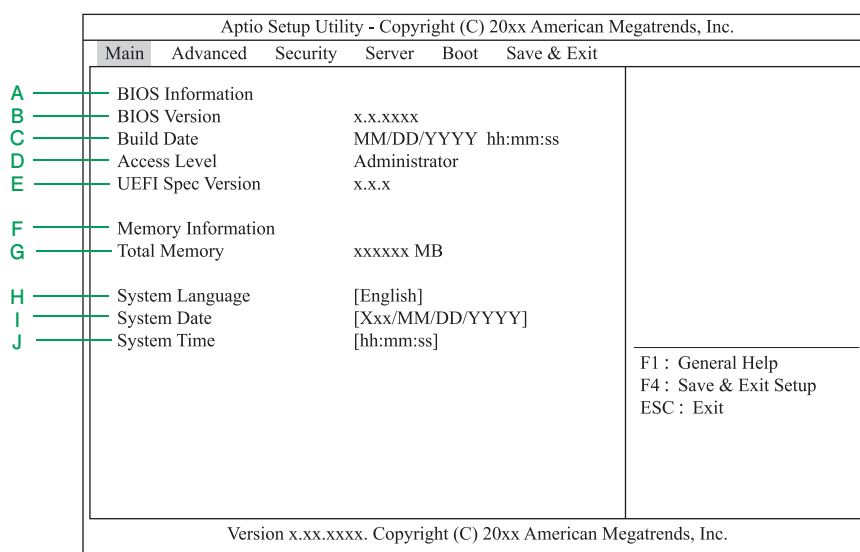 Aptio Setup Utility - Copyright (C) 20xx American Megatrends, Inc.
Main Advanced Security Server Boot Save & Exit
A BIOS Information
B BIOS Version x.x.xxxx
C Build Date MM/DD/YYYY hh:mm:ss
D Access Level Administrator
E UEFI Spec Version x.x.x
F Memory Information
G Total Memory xxxxxx MB
H System Language [English]
I System Date [Xxx/MM/DD/YYYY]
J System Time [hh:mm:ss]
F1 : General Help
F4 : Save & Exit Setup
ESC : Exit
Version x.xx.xxxx. Copyright (C) 20xx American Megatrends, Inc.